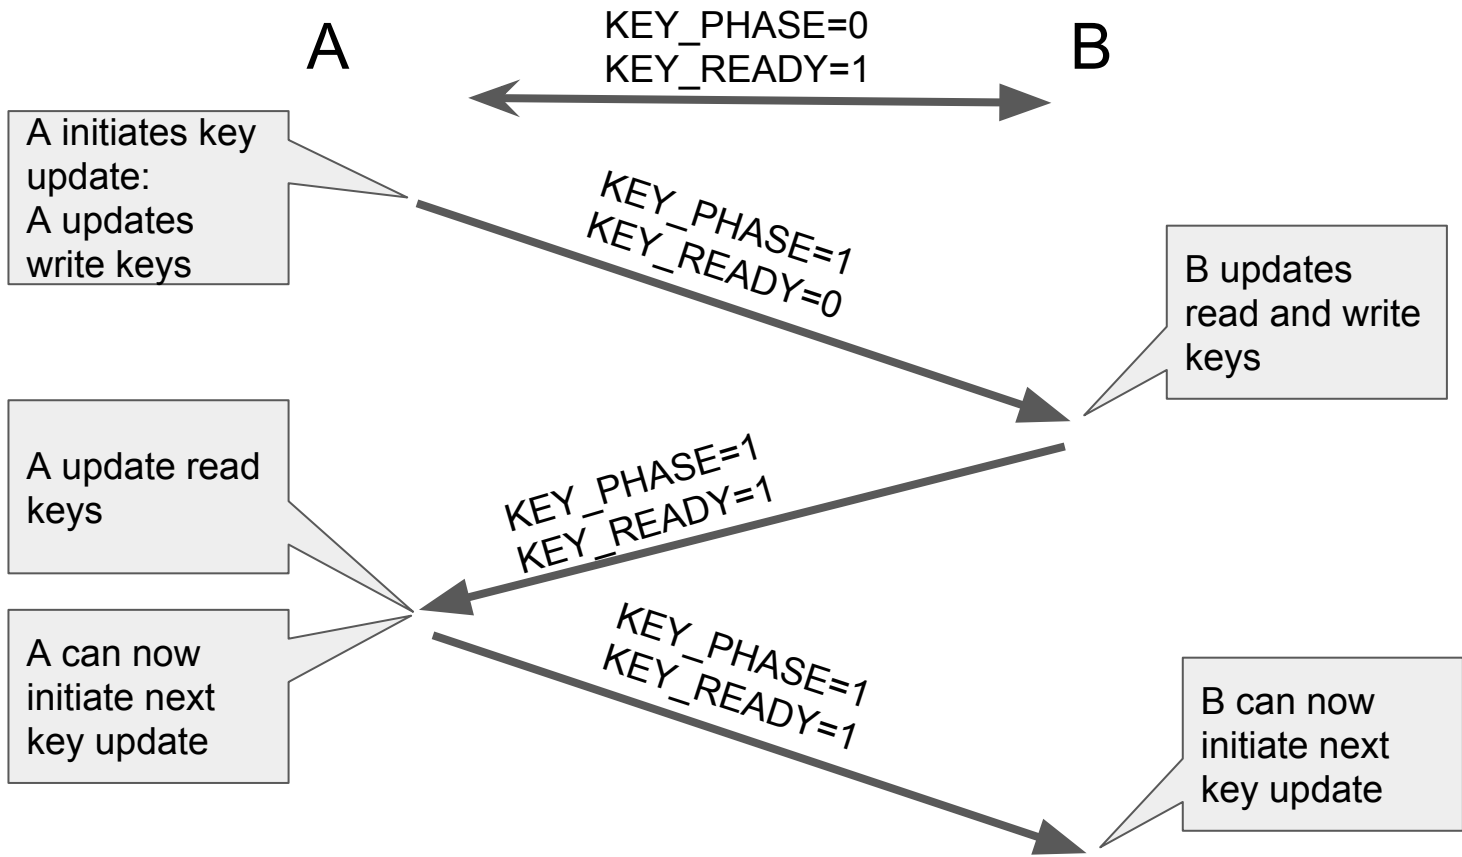 A
KEY_PHASE=0
KEY_READY=1
B
A initiates key
update:
A updates
write keys
KEY_PHASE=1
KEY_READY=0
B updates
read and write
keys
A update read
keys
KEY_PHASE=1
KEY_READY=1
A can now
initiate next
key update
KEY_PHASE=1
KEY_READY=1
B can now
initiate next
key update